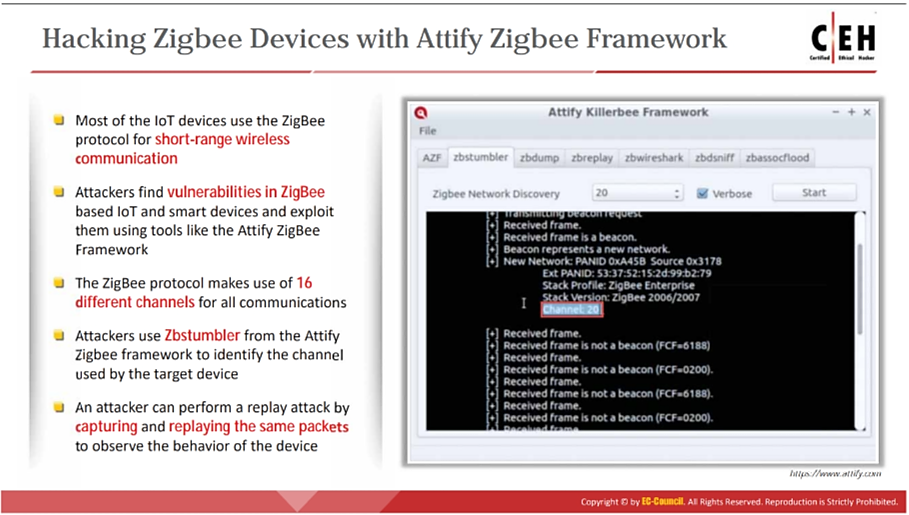 Hacking Zigbee Devices with Attify Zigbee Framework
CEH
Certified Ethical Hacker
Most of the IoT devices use the ZigBee
protocol for short-range wireless
communication
Attackers find vulnerabilities in ZigBee
based IoT and smart devices and exploit
them using tools like the Attify ZigBee
Framework
The ZigBee protocol makes use of 16
different channels for all communications
Attackers use Zbstumbler from the Attify
Zigbee framework to identify the channel
used by the target device
An attacker can perform a replay attack by
capturing and replaying the same packets
to observe the behavior of the device
Attify Killerbee Framework
File
AZF zbstumbler zbdump zbreplay zbwireshark zbdsniff zbassocflood
Zigbee Network Discovery 20 Verbose Start
[+] Transmitting beacon request
[+] Received frame.
[+] Received frame is a beacon.
[+] Beacon represents a new network.
[+] New Network: PANID 0xA45B Source 0x3178
Ext PANID: 53:37:52:15:2d:99:b2:79
Stack Profile: ZigBee Enterprise
Stack Version: ZigBee 2006/2007
Channel: 20
[+] Received frame.
[+] Received frame is not a beacon (FCF=6188)
[+] Received frame.
[+] Received frame is not a beacon (FCF=0200).
[+] Received frame.
[+] Received frame is not a beacon (FCF=6188).
[+] Received frame.
[+] Received frame is not a beacon (FCF=0200).
[+] Received frame.
https://www.attify.com
Copyright © by EC-Council. All Rights Reserved. Reproduction is Strictly Prohibited.